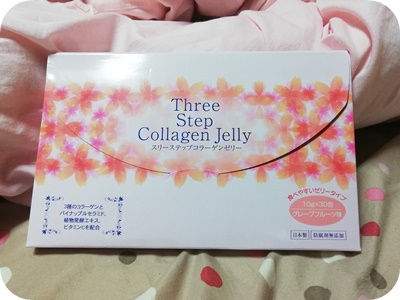 Three
Step
Collagen Jelly
スリーステップコラーゲンゼリー
食べやすいゼリータイプ
10g×30包
グレープフルーツ味
3種のコラーゲンと
パイナップルセラミド、
植物発酵エキス、
ビタミンCを配合
日本製
防腐剤無添加